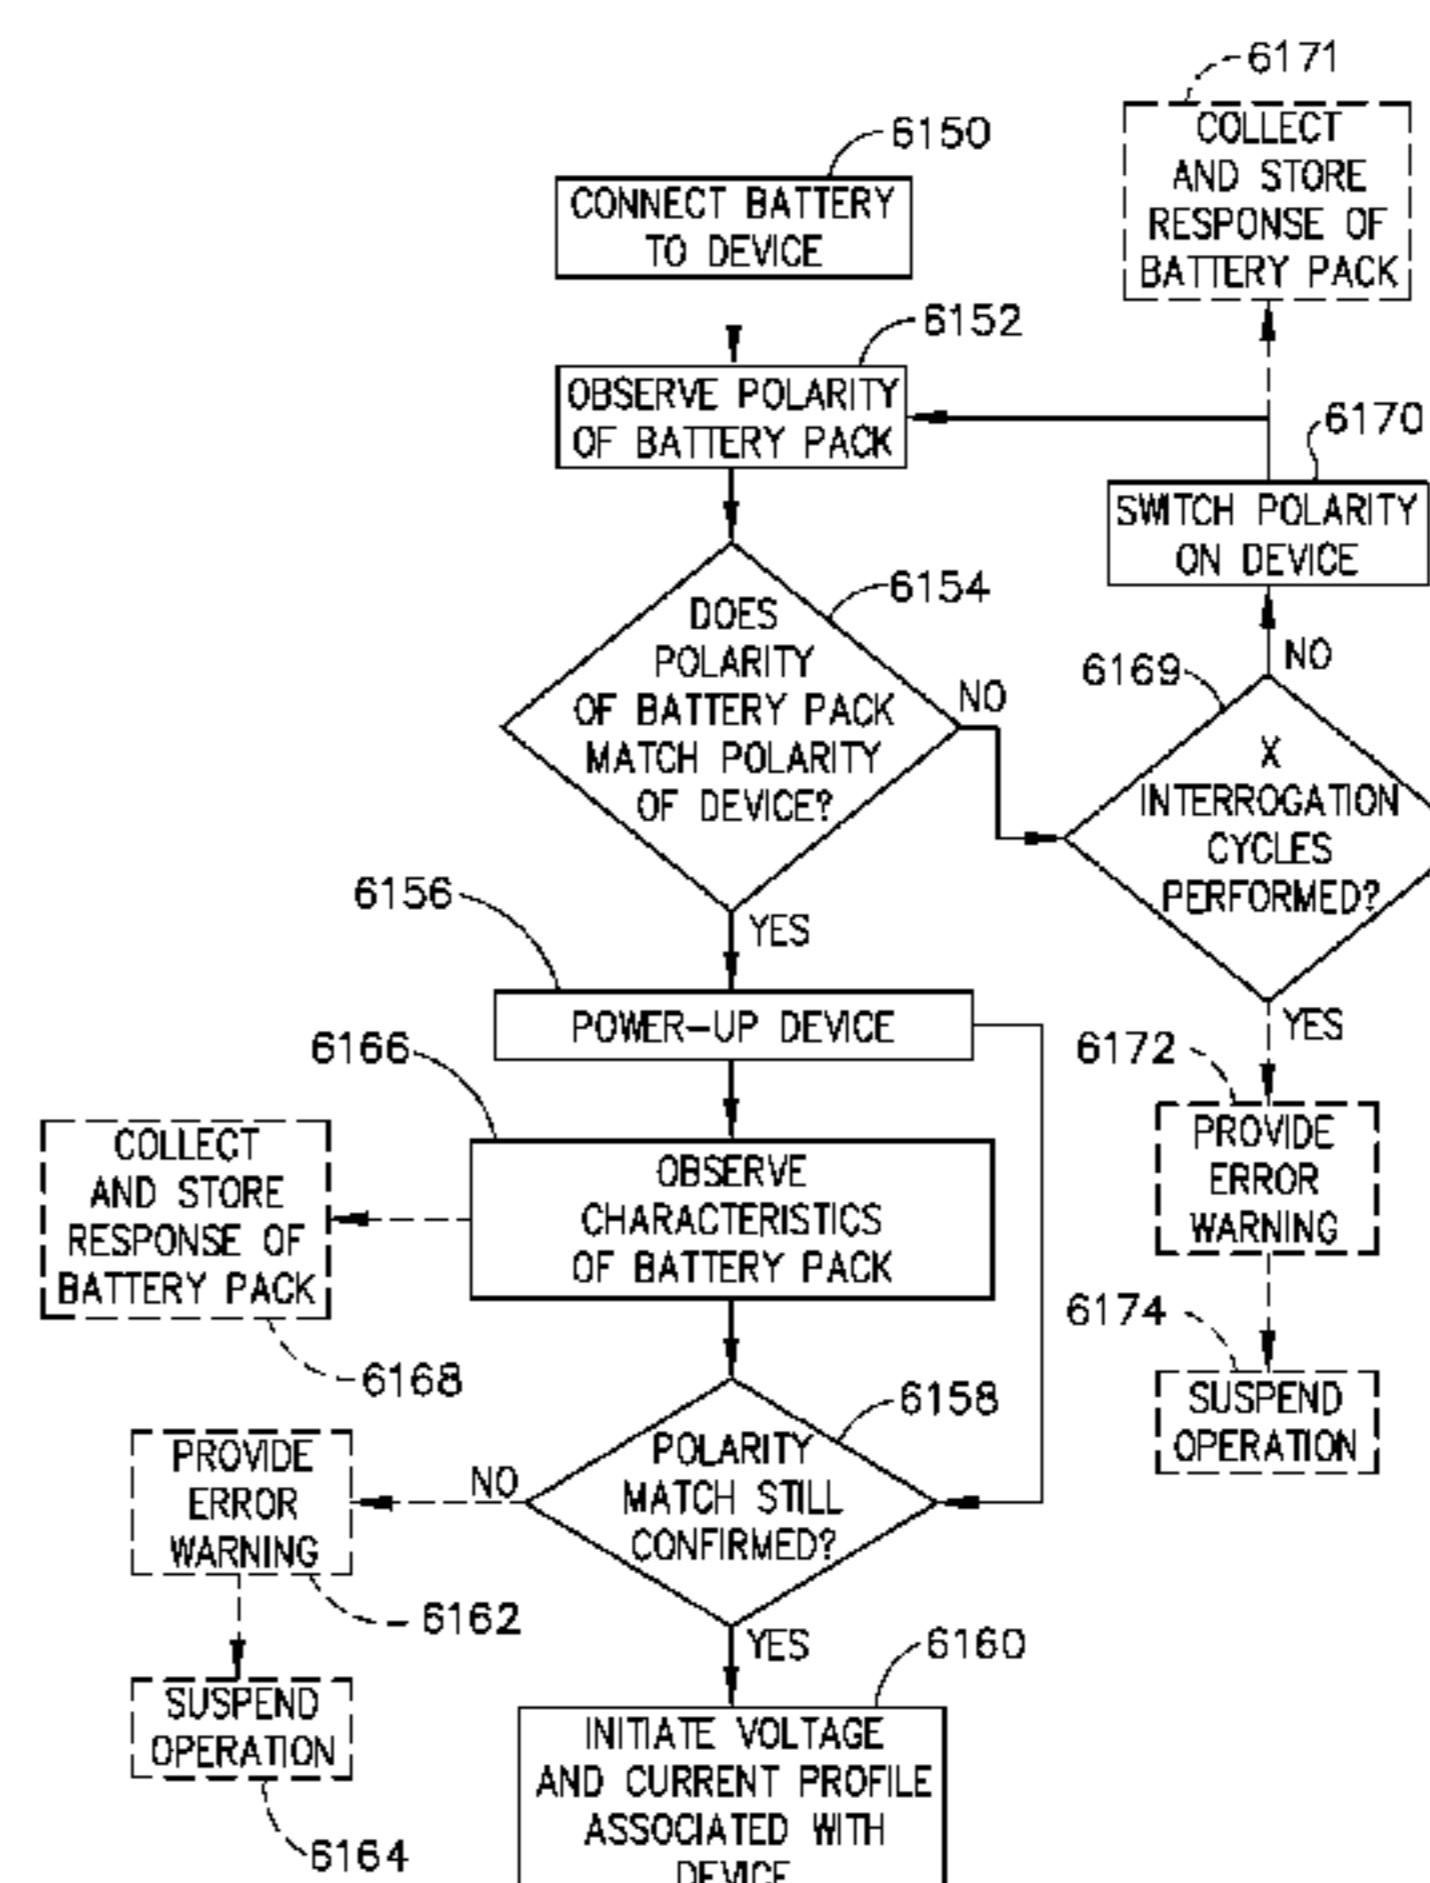 6171
COLLECT
AND STORE
RESPONSE OF
BATTERY PACK
6150
CONNECT BATTERY
TO DEVICE
6152
OBSERVE POLARITY
OF BATTERY PACK
6170
SWITCH POLARITY
ON DEVICE
6154
DOES
POLARITY
OF BATTERY PACK
MATCH POLARITY
OF DEVICE?
NO
6169
NO
X
INTERROGATION
CYCLES
PERFORMED?
YES
6156
YES
POWER-UP DEVICE
6166
OBSERVE
CHARACTERISTICS
OF BATTERY PACK
COLLECT
AND STORE
RESPONSE OF
BATTERY PACK
6168
6172
PROVIDE
ERROR
WARNING
6174
SUSPEND
OPERATION
6158
POLARITY
MATCH STILL
CONFIRMED?
NO
PROVIDE
ERROR
WARNING
6162
SUSPEND
OPERATION
6164
YES
6160
INITIATE VOLTAGE
AND CURRENT PROFILE
ASSOCIATED WITH
DEVICE